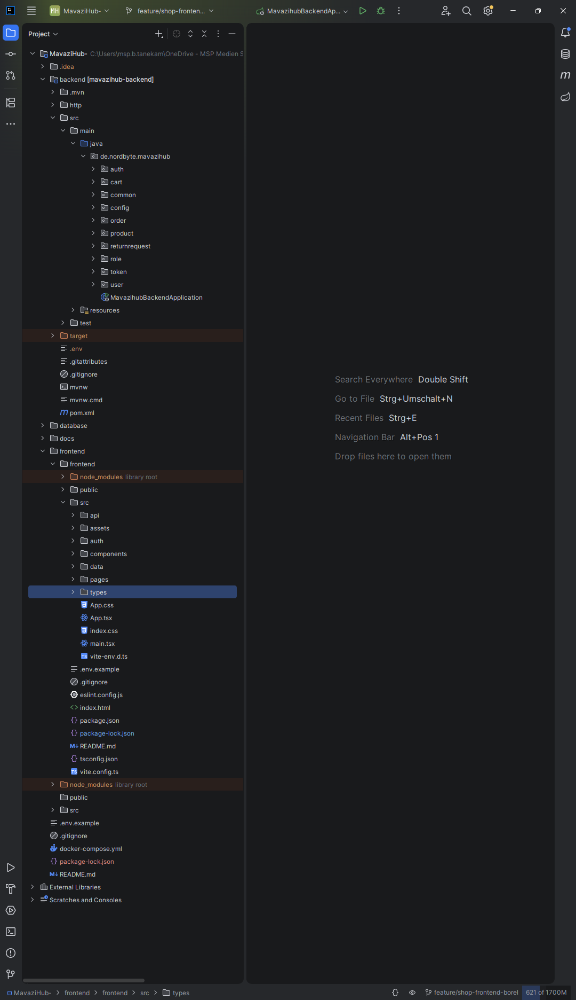 MH MavaziHub- feature/shop-fronten... MavazihubBackendAp...
Project
MavaziHub- C:\Users\msp.b.tanekam\OneDrive - MSP Medien S
.idea
backend [mavazihub-backend]
.mvn
http
src
main
java
de.nordbyte.mavazihub
auth
cart
common
config
order
product
returnrequest
role
token
user
MavazihubBackendApplication
resources
test
target
.env
.gitattributes
.gitignore
mvnw
mvnw.cmd
m pom.xml
database
docs
frontend
frontend
node_modules library root
public
src
api
assets
auth
components
data
pages
types
App.css
App.tsx
index.css
main.tsx
TS vite-env.d.ts
.env.example
.gitignore
eslint.config.js
<> index.html
{} package.json
{} package-lock.json
M↓ README.md
{} tsconfig.json
TS vite.config.ts
node_modules library root
public
src
.env.example
.gitignore
docker-compose.yml
{} package-lock.json
M↓ README.md
External Libraries
Scratches and Consoles
Search Everywhere Double Shift
Go to File Strg+Umschalt+N
Recent Files Strg+E
Navigation Bar Alt+Pos 1
Drop files here to open them
MavaziHub- > frontend > frontend > src > types
{} feature/shop-frontend-borel 621 of 1700M